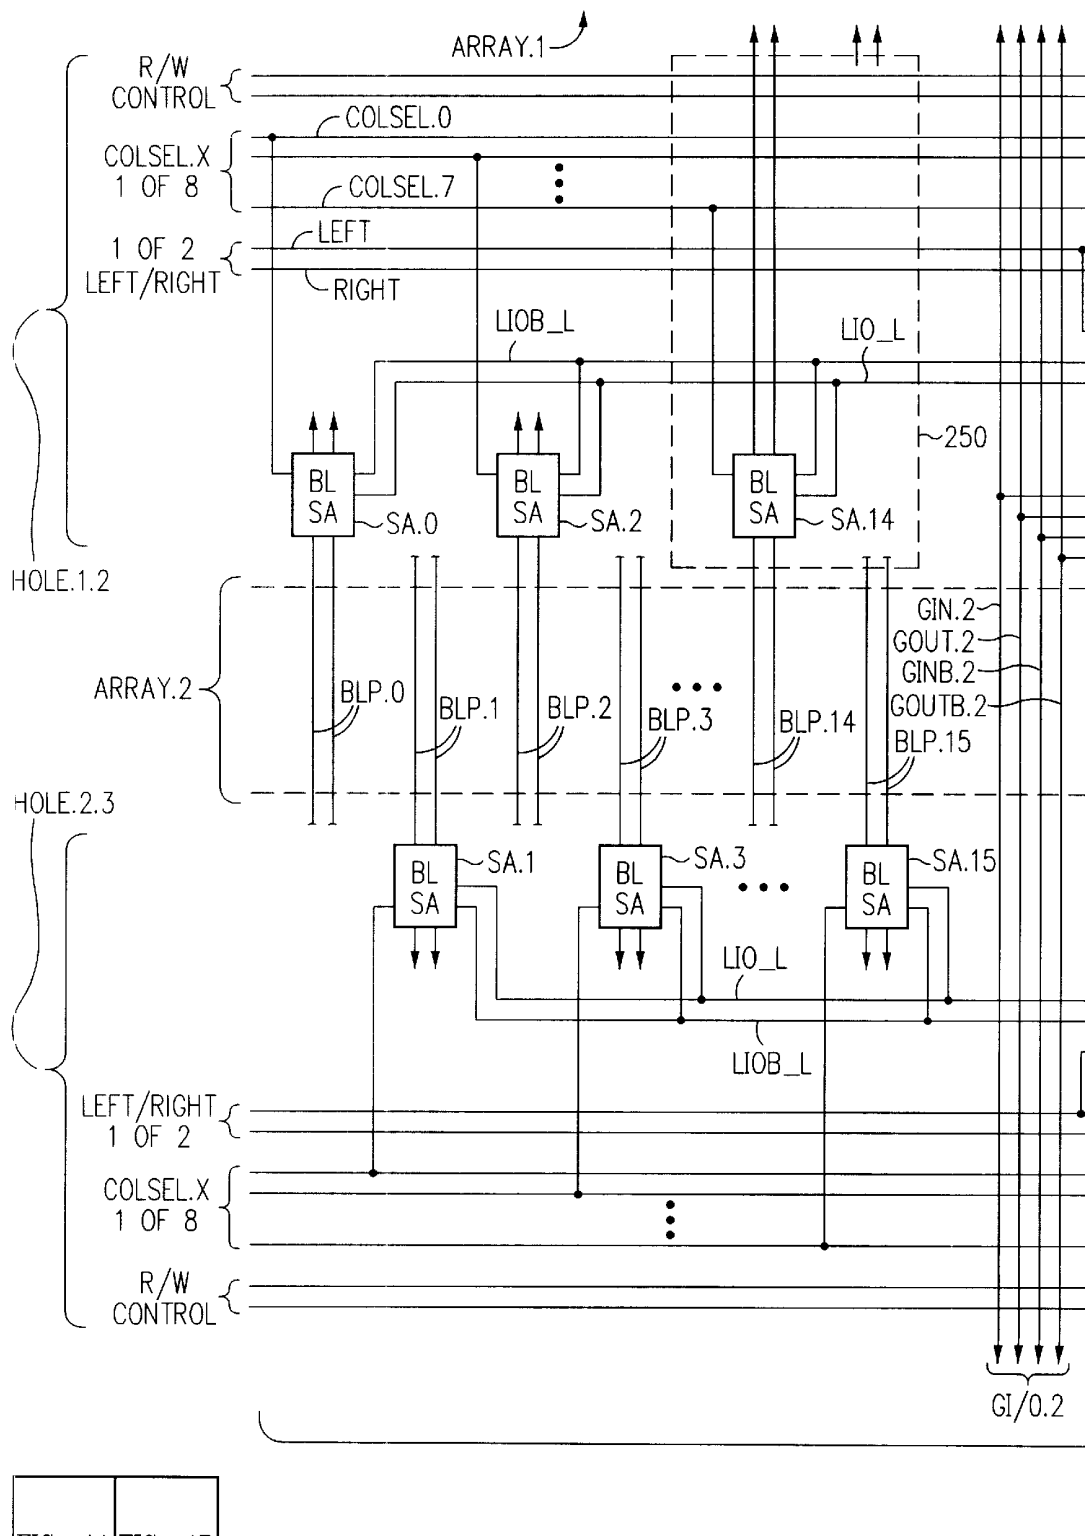 ARRAY.1
R/W
CONTROL
COLSEL.0
COLSEL.X
1 OF 8
COLSEL.7
LEFT
1 OF 2
LEFT/RIGHT
RIGHT
LIOB_L
LIO_L
250
BL
SA
SA.0
BL
SA
SA.2
BL
SA
SA.14
HOLE.1.2
GIN.2
GOUT.2
GINB.2
GOUTB.2
ARRAY.2
BLP.0
BLP.1
BLP.2
BLP.3
BLP.14
BLP.15
HOLE.2.3
BL
SA
SA.1
BL
SA
SA.3
BL
SA
SA.15
LIO_L
LIOB_L
LEFT/RIGHT
1 OF 2
COLSEL.X
1 OF 8
R/W
CONTROL
GI/0.2